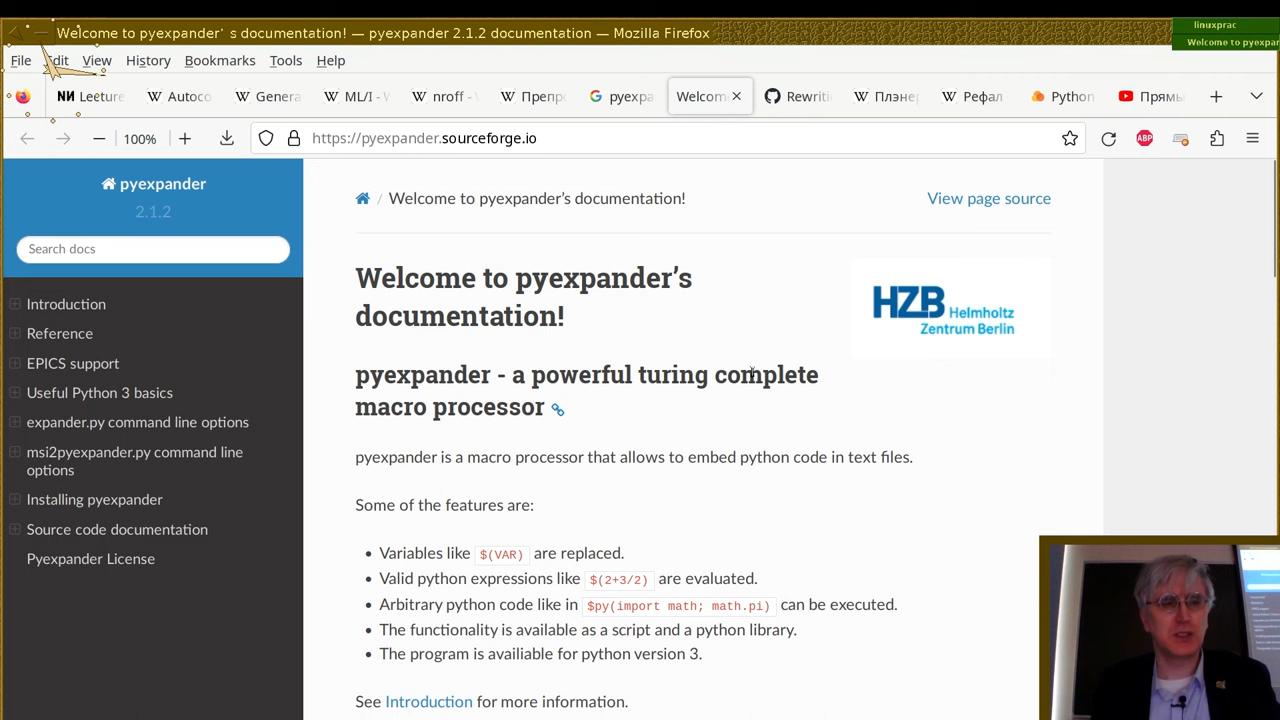 linuxprac
Welcome to pyexpander' s documentation! — pyexpander 2.1.2 documentation — Mozilla Firefox
Welcome to pyexpar
File Edit View History Bookmarks Tools Help
Lecture Autoco Genera ML/I - W nroff - Препро pyexpa Welcom Rewriti Плэнер Рефал Python Прямы
100% https://pyexpander.sourceforge.io ABP
pyexpander
2.1.2
Search docs
Introduction
Reference
EPICS support
Useful Python 3 basics
expander.py command line options
msi2pyexpander.py command line
options
Installing pyexpander
Source code documentation
Pyexpander License
/ Welcome to pyexpander’s documentation! View page source
Welcome to pyexpander’s
documentation!
HZB Helmholtz
Zentrum Berlin
pyexpander - a powerful turing complete
macro processor
pyexpander is a macro processor that allows to embed python code in text files.
Some of the features are:
• Variables like $(VAR) are replaced.
• Valid python expressions like $(2+3/2) are evaluated.
• Arbitrary python code like in $py(import math; math.pi) can be executed.
• The functionality is available as a script and a python library.
• The program is availiable for python version 3.
See Introduction for more information.